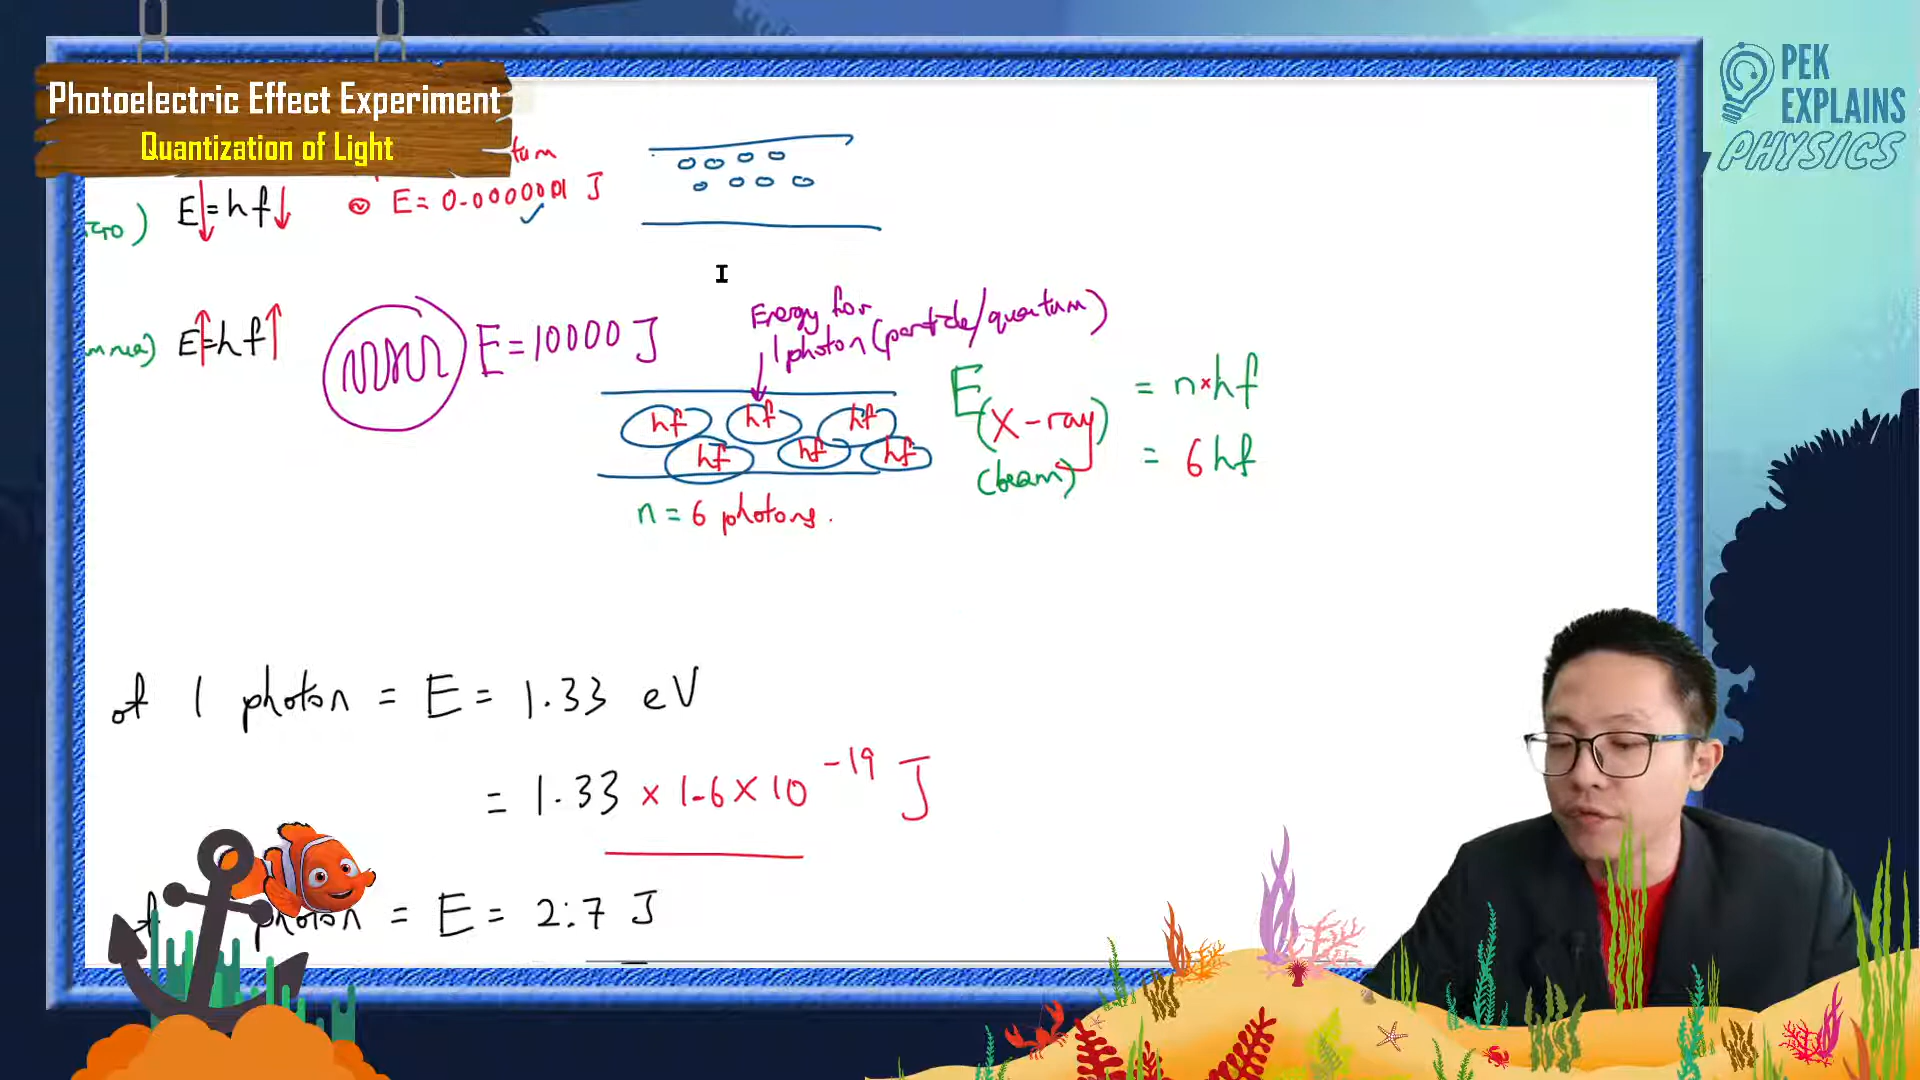 Photoelectric Effect Experiment
Quantization of Light
PEK
EXPLAINS
PHYSICS
tum
E = hf
E = 0.0000001 J
E = hf
E = 10000 J
Energy for
1 photon (particle/quantum)
hf hf hf
hf hf hf
n = 6 photons.
E (X-ray) = n × hf
(beam) = 6hf
of 1 photon = E = 1.33 eV
= 1.33 × 1.6 × 10⁻¹⁹ J
photon = E = 2.7 J